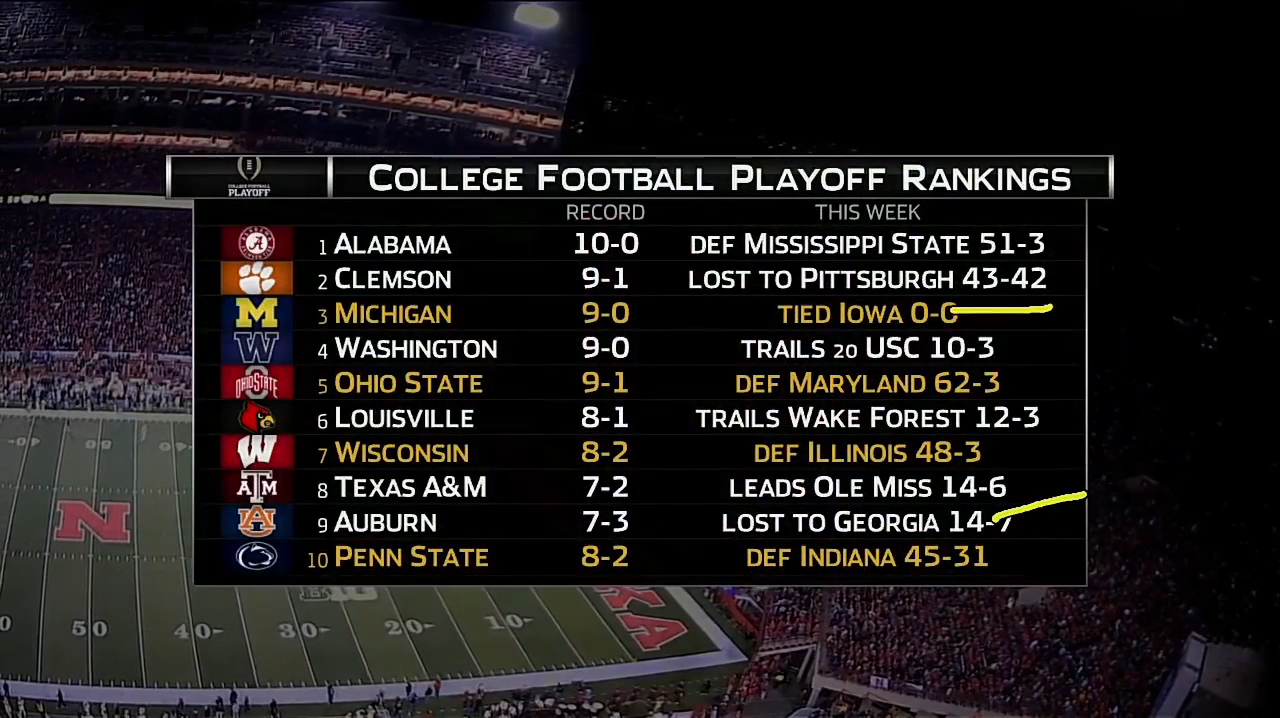 COLLEGE FOOTBALL
PLAYOFF
COLLEGE FOOTBALL PLAYOFF RANKINGS
RECORD THIS WEEK
A 1 ALABAMA 10-0 DEF MISSISSIPPI STATE 51-3
2 CLEMSON 9-1 LOST TO PITTSBURGH 43-42
M 3 MICHIGAN 9-0 TIED IOWA 0-0
W 4 WASHINGTON 9-0 TRAILS 20 USC 10-3
OHIO STATE 5 OHIO STATE 9-1 DEF MARYLAND 62-3
6 LOUISVILLE 8-1 TRAILS WAKE FOREST 12-3
W 7 WISCONSIN 8-2 DEF ILLINOIS 48-3
ATM 8 TEXAS A&M 7-2 LEADS OLE MISS 14-6
AU 9 AUBURN 7-3 LOST TO GEORGIA 14-7
10 PENN STATE 8-2 DEF INDIANA 45-31
N
50 40 30 20 10
KA